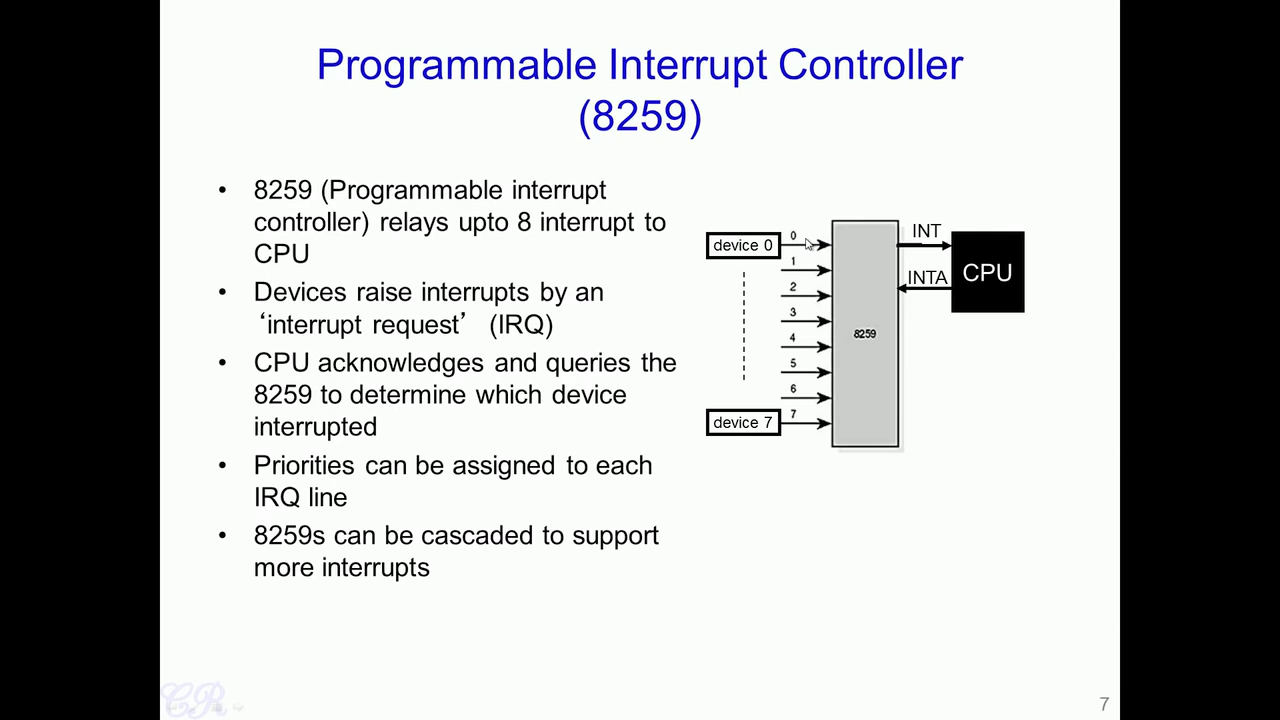 Programmable Interrupt Controller
(8259)
• 8259 (Programmable interrupt
controller) relays upto 8 interrupt to
CPU
• Devices raise interrupts by an
‘interrupt request’ (IRQ)
• CPU acknowledges and queries the
8259 to determine which device
interrupted
• Priorities can be assigned to each
IRQ line
• 8259s can be cascaded to support
more interrupts
device 0
0
1
2
3
4
5
6
7
device 7
8259
INT
INTA
CPU
CR
7